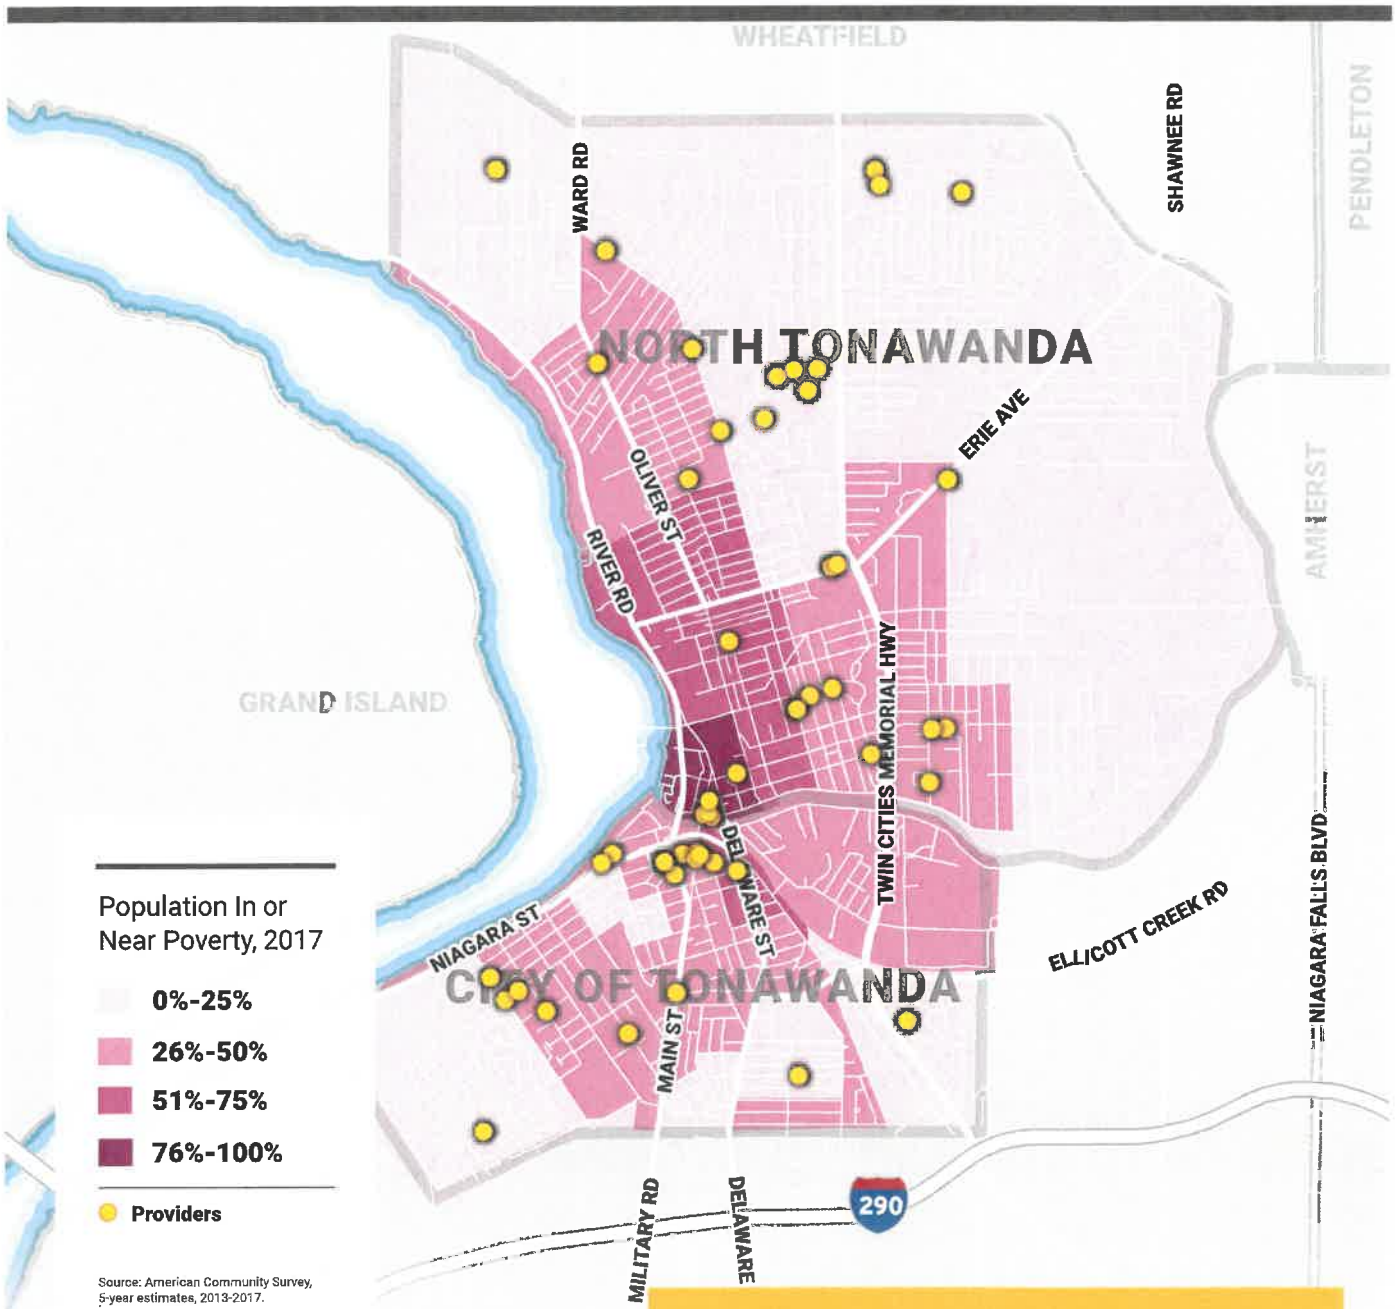 WHEATFIELD
PENDLETON
SHAWNEE RD
WARD RD
NORTH TONAWANDA
ERIE AVE
AMHERST
OLIVER ST
RIVER RD
GRAND ISLAND
TWIN CITIES MEMORIAL HWY
DELAWARE ST
NIAGARA ST
ELL/COTT CREEK RD
NIAGARA FALLS BLVD
CITY OF TONAWANDA
MAIN ST
MILITARY RD
DELAWARE
290
Population In or
Near Poverty, 2017
0%-25%
26%-50%
51%-75%
76%-100%
Providers
Source: American Community Survey,
5-year estimates, 2013-2017.